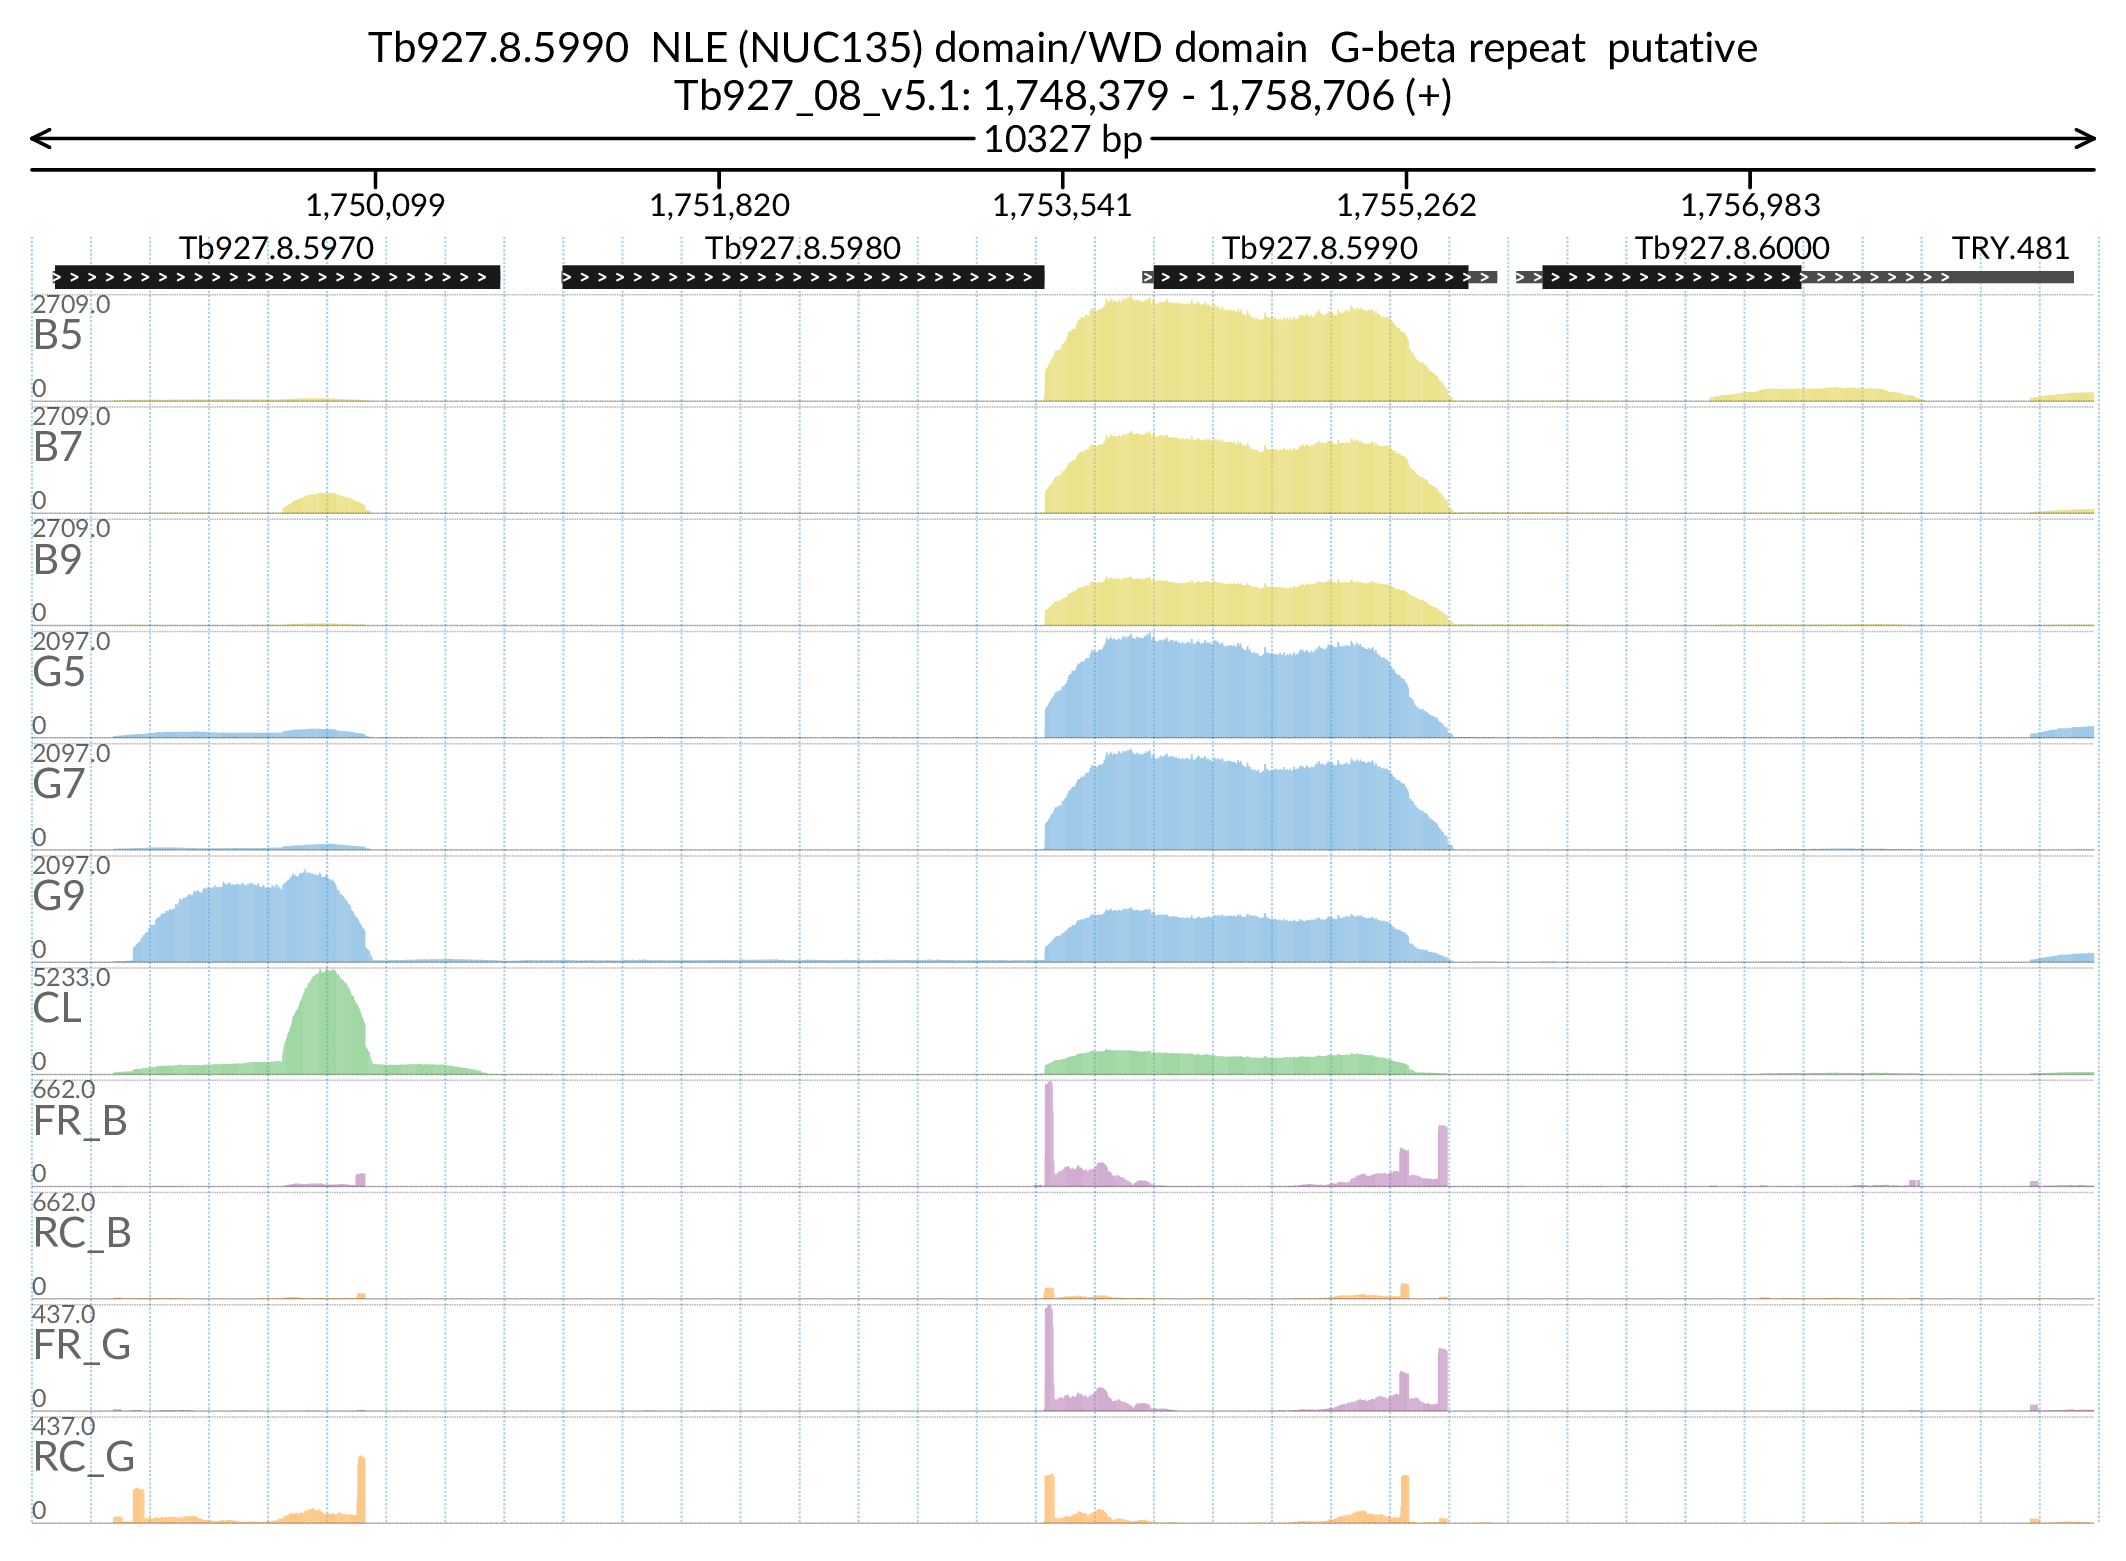 Tb927.8.5990  NLE (NUC135) domain/WD domain  G-beta repeat  putative
Tb927_08_v5.1: 1,748,379 - 1,758,706 (+)
10327 bp
1,750,099 1,751,820 1,753,541 1,755,262 1,756,983
Tb927.8.5970 Tb927.8.5980 Tb927.8.5990 Tb927.8.6000 TRY.481
2709.0
B5
0
2709.0
B7
0
2709.0
B9
0
2097.0
G5
0
2097.0
G7
0
2097.0
G9
0
5233.0
CL
0
662.0
FR_B
0
662.0
RC_B
0
437.0
FR_G
0
437.0
RC_G
0